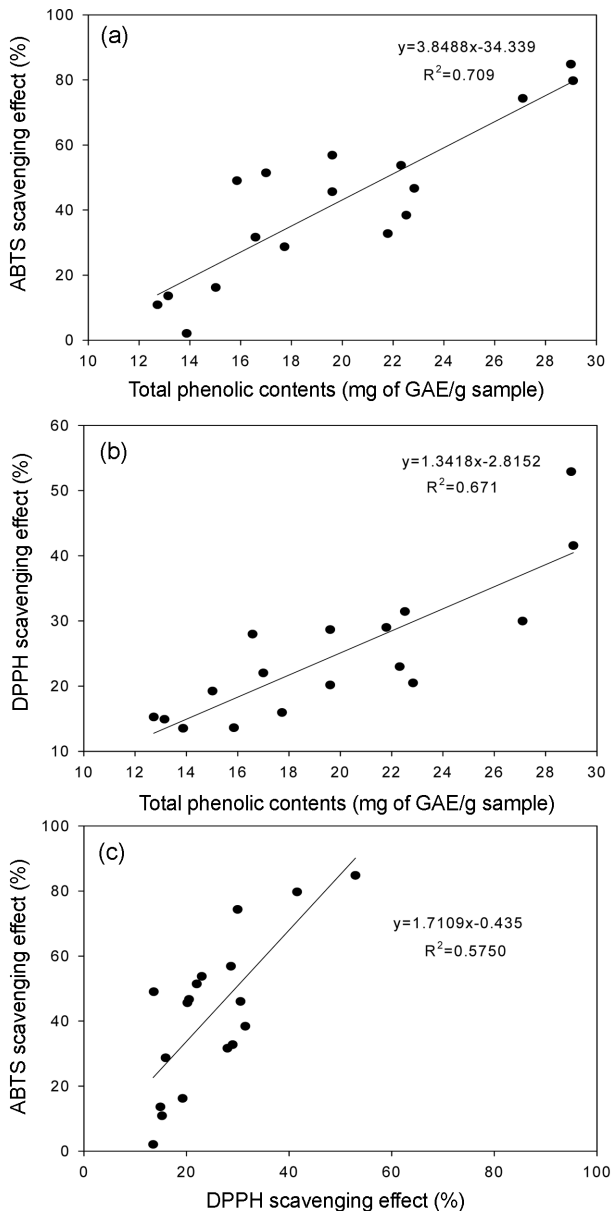 (a)
y=3.8488x-34.339
R²=0.709
ABTS scavenging effect (%)
100
80
60
40
20
0
10 12 14 16 18 20 22 24 26 28 30
Total phenolic contents (mg of GAE/g sample)
(b)
y=1.3418x-2.8152
R²=0.671
DPPH scavenging effect (%)
60
50
40
30
20
10
10 12 14 16 18 20 22 24 26 28 30
Total phenolic contents (mg of GAE/g sample)
(c)
y=1.7109x-0.435
R²=0.5750
ABTS scavenging effect (%)
100
80
60
40
20
0
0 20 40 60 80 100
DPPH scavenging effect (%)